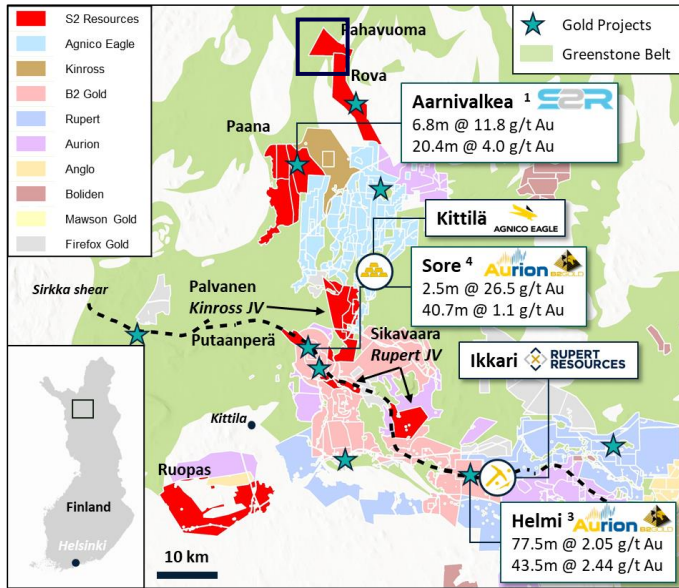 S2 Resources
Agnico Eagle
Kinross
B2 Gold
Rupert
Aurion
Anglo
Boliden
Mawson Gold
Firefox Gold
Gold Projects
Greenstone Belt
Pahavuoma
Rova
Paana
Aarnivalkea 1 S2R
6.8m @ 11.8 g/t Au
20.4m @ 4.0 g/t Au
Kittilä AGNICO EAGLE
Sore 4 Aurion B2GOLD
2.5m @ 26.5 g/t Au
40.7m @ 1.1 g/t Au
Sirkka shear
Palvanen
Kinross JV
Putaanperä
Sikavaara
Rupert JV
Ikkari RUPERT
RESOURCES
Kittila
Ruopas
Finland
Helsinki
10 km
Helmi 3 Aurion B2GOLD
77.5m @ 2.05 g/t Au
43.5m @ 2.44 g/t Au